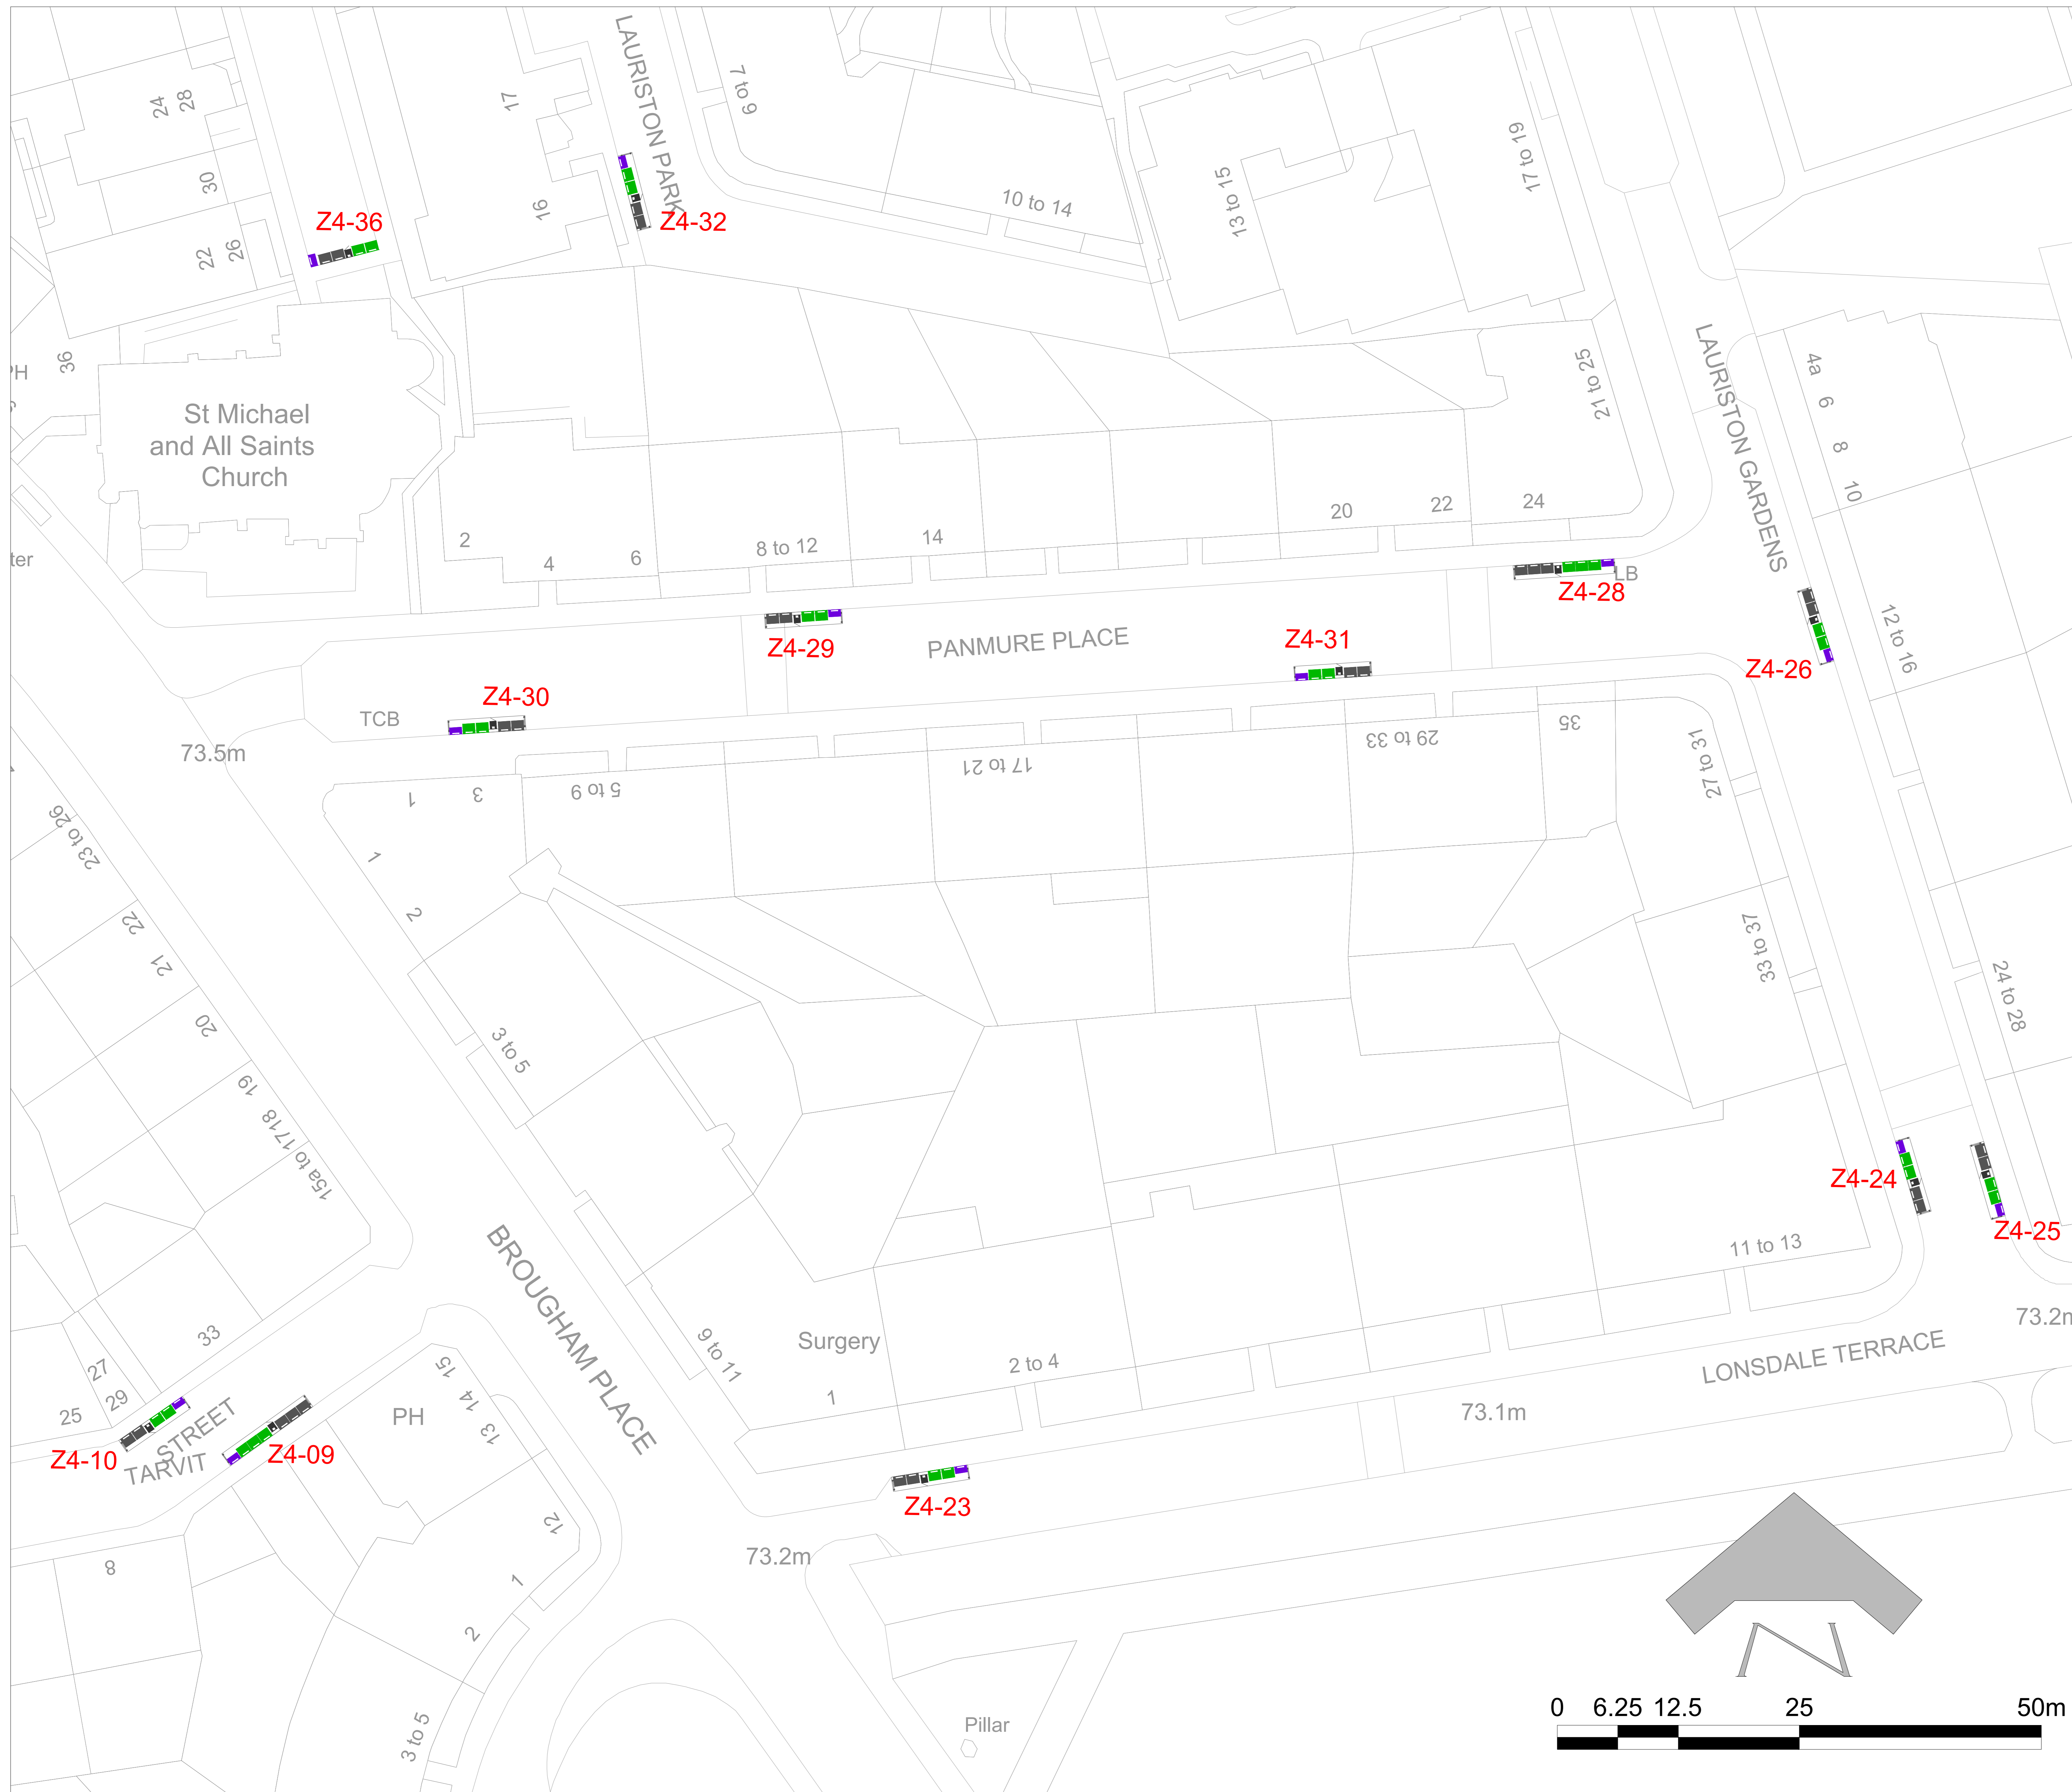 LAURISTON PARK
17
7 to 9
24
28
30
16
10 to 14
13 to 15
17 to 19
Z4-36
Z4-32
22
26
36
St Michael
and All Saints
Church
LAURISTON GARDENS
21 to 25
4a
6
8
10
2
4
6
8 to 12
14
20
22
24
Z4-28
LB
Z4-29
PANMURE PLACE
Z4-31
Z4-26
12 to 16
Z4-30
TCB
73.5m
1
3
5 to 9
17 to 21
29 to 33
35
27 to 31
23 to 26
1
2
22
21
20
19
18
17
15a to
3 to 5
33 to 37
24 to 28
Z4-24
Z4-25
BROUGHAM PLACE
11 to 13
9 to 11
Surgery
1
2 to 4
LONSDALE TERRACE
73.2m
73.1m
33
27
29
25
Z4-10
TARVIT STREET
Z4-09
PH
15
14
13
12
Z4-23
73.2m
8
1
2
3 to 5
Pillar
N
0 6.25 12.5 25 50m